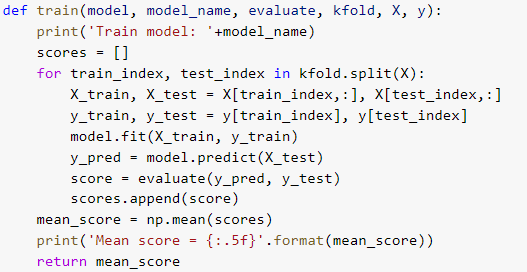 def train(model, model_name, evaluate, kfold, X, y):
    print('Train model: '+model_name)
    scores = []
    for train_index, test_index in kfold.split(X):
        X_train, X_test = X[train_index,:], X[test_index,:]
        y_train, y_test = y[train_index], y[test_index]
        model.fit(X_train, y_train)
        y_pred = model.predict(X_test)
        score = evaluate(y_pred, y_test)
        scores.append(score)
    mean_score = np.mean(scores)
    print('Mean score = {:.5f}'.format(mean_score))
    return mean_score